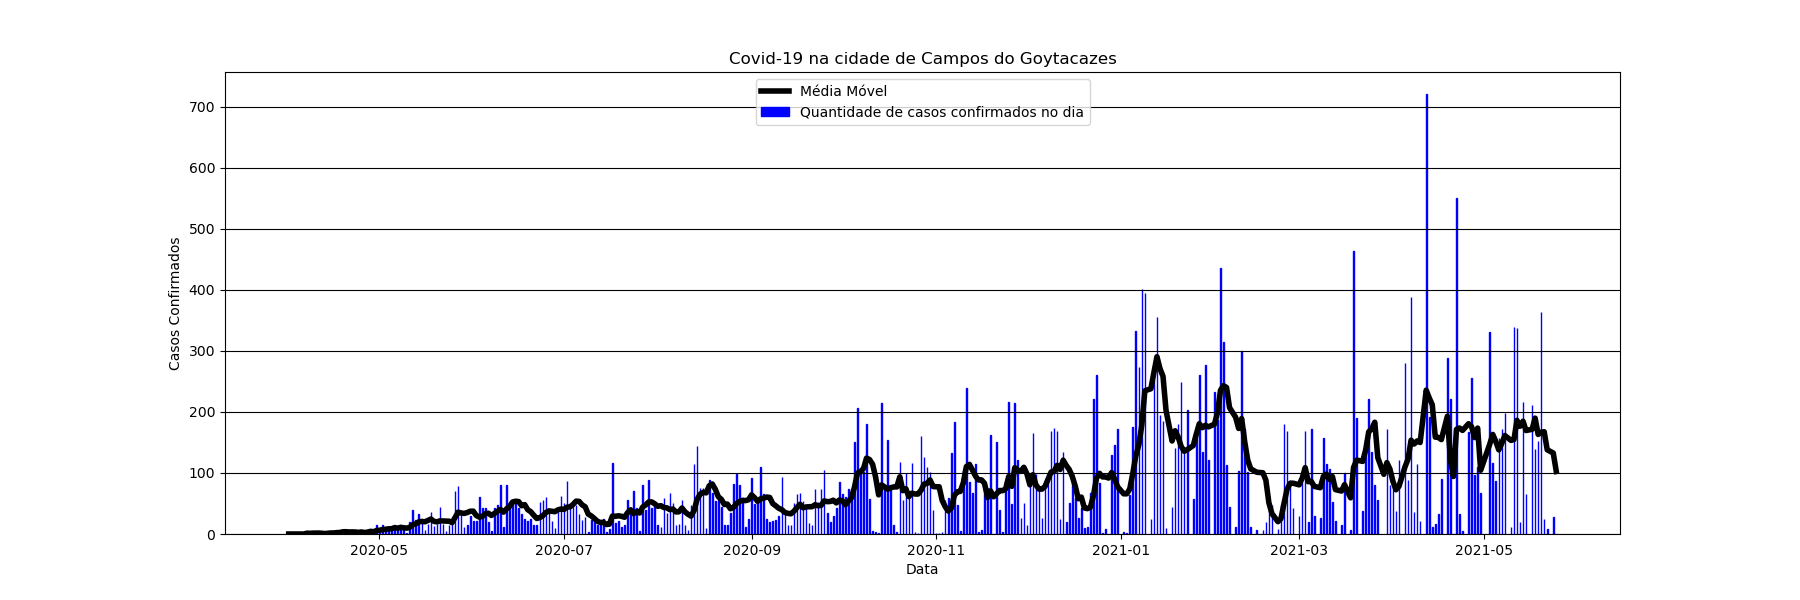 Covid-19 na cidade de Campos do Goytacazes
Média Móvel
Quantidade de casos confirmados no dia
Casos Confirmados
700
600
500
400
300
200
100
0
2020-05 2020-07 2020-09 2020-11 2021-01 2021-03 2021-05
Data